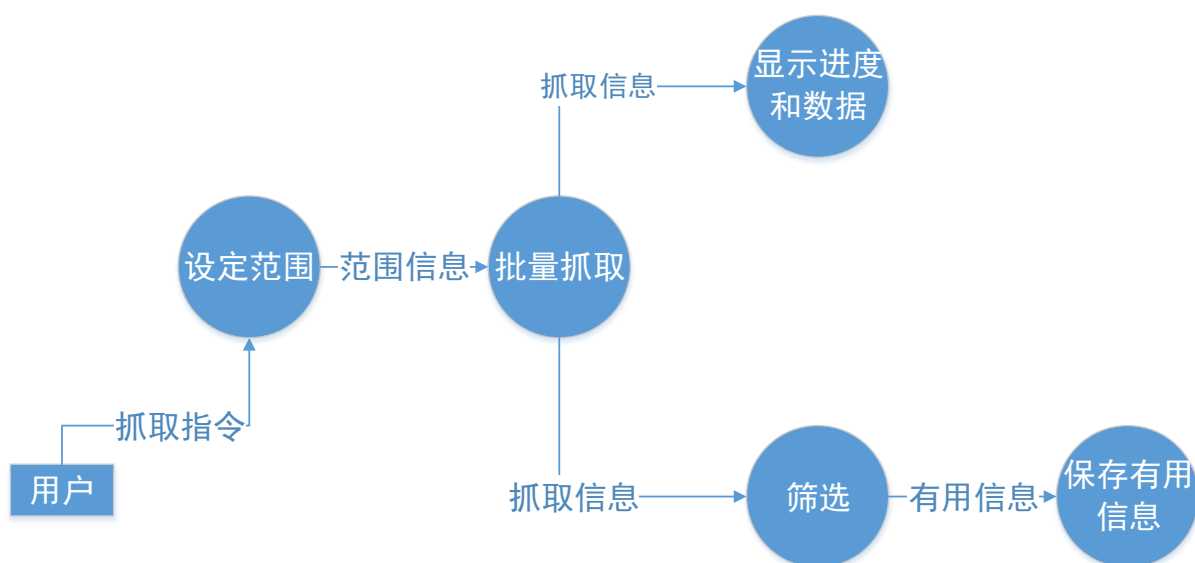 显示进度
和数据
抓取信息
设定范围
范围信息
批量抓取
抓取指令
用户
抓取信息
筛选
有用信息
保存有用
信息